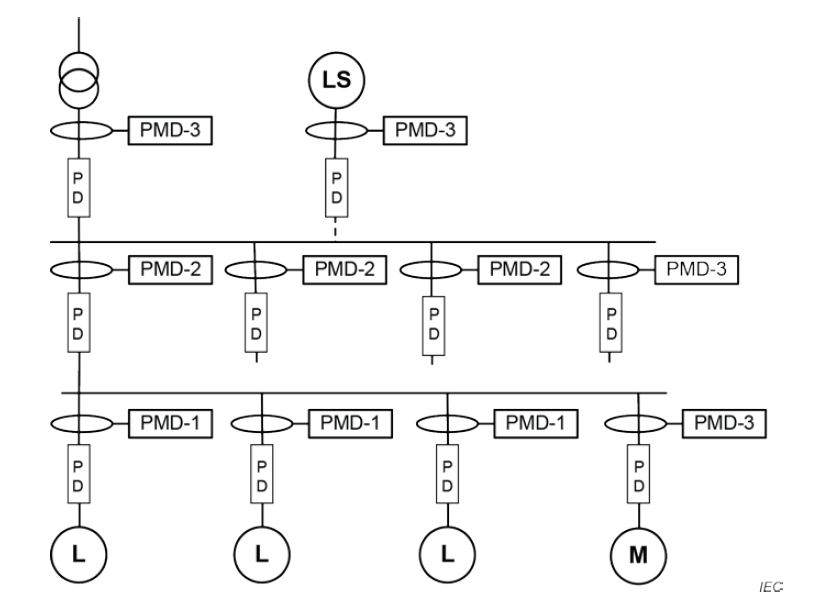 LS
PMD-3 PMD-3
P P
D D
PMD-2 PMD-2 PMD-2 PMD-3
P P P P
D D D D
PMD-1 PMD-1 PMD-1 PMD-3
P P P P
D D D D
L L L M
IEC